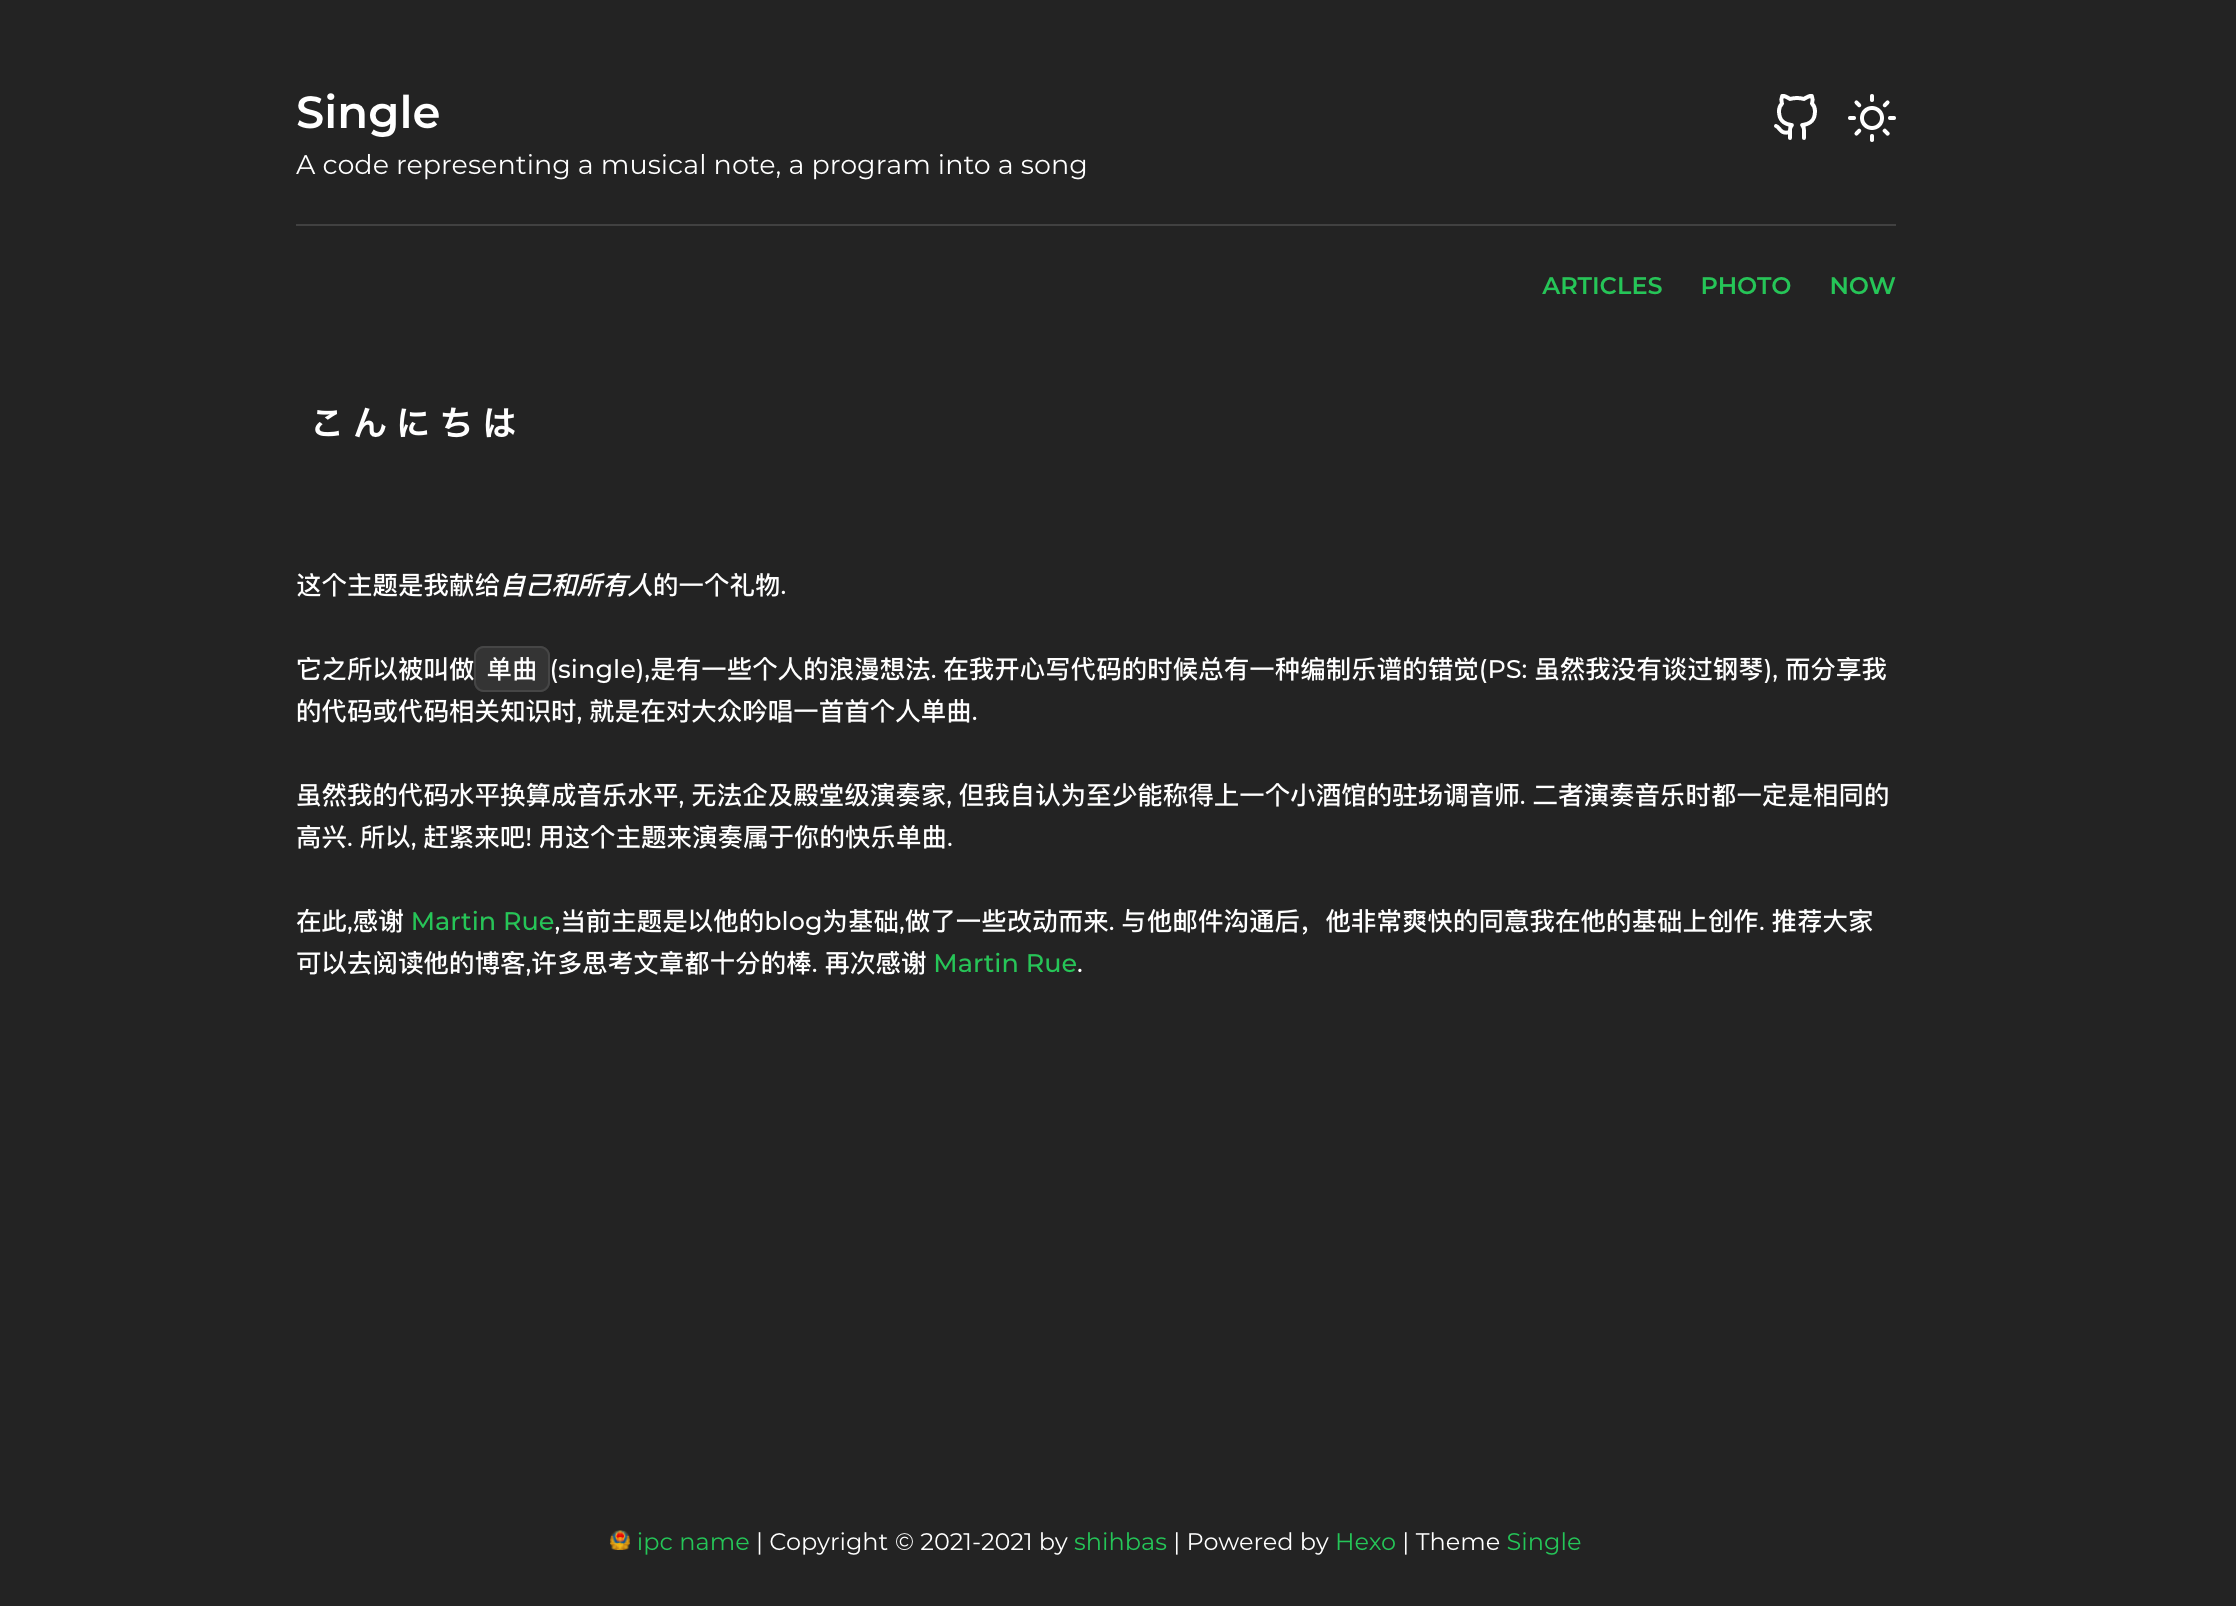 Single
A code representing a musical note, a program into a song
ARTICLES PHOTO NOW
こんにちは
这个主题是我献给自己和所有人的一个礼物.
它之所以被叫做 单曲 (single),是有一些个人的浪漫想法. 在我开心写代码的时候总有一种编制乐谱的错觉(PS: 虽然我没有谈过钢琴), 而分享我
的代码或代码相关知识时, 就是在对大众吟唱一首首个人单曲.
虽然我的代码水平换算成音乐水平, 无法企及殿堂级演奏家, 但我自认为至少能称得上一个小酒馆的驻场调音师. 二者演奏音乐时都一定是相同的
高兴. 所以, 赶紧来吧! 用这个主题来演奏属于你的快乐单曲.
在此,感谢 Martin Rue,当前主题是以他的blog为基础,做了一些改动而来. 与他邮件沟通后，他非常爽快的同意我在他的基础上创作. 推荐大家
可以去阅读他的博客,许多思考文章都十分的棒. 再次感谢 Martin Rue.
ipc name | Copyright © 2021-2021 by shihbas | Powered by Hexo | Theme Single